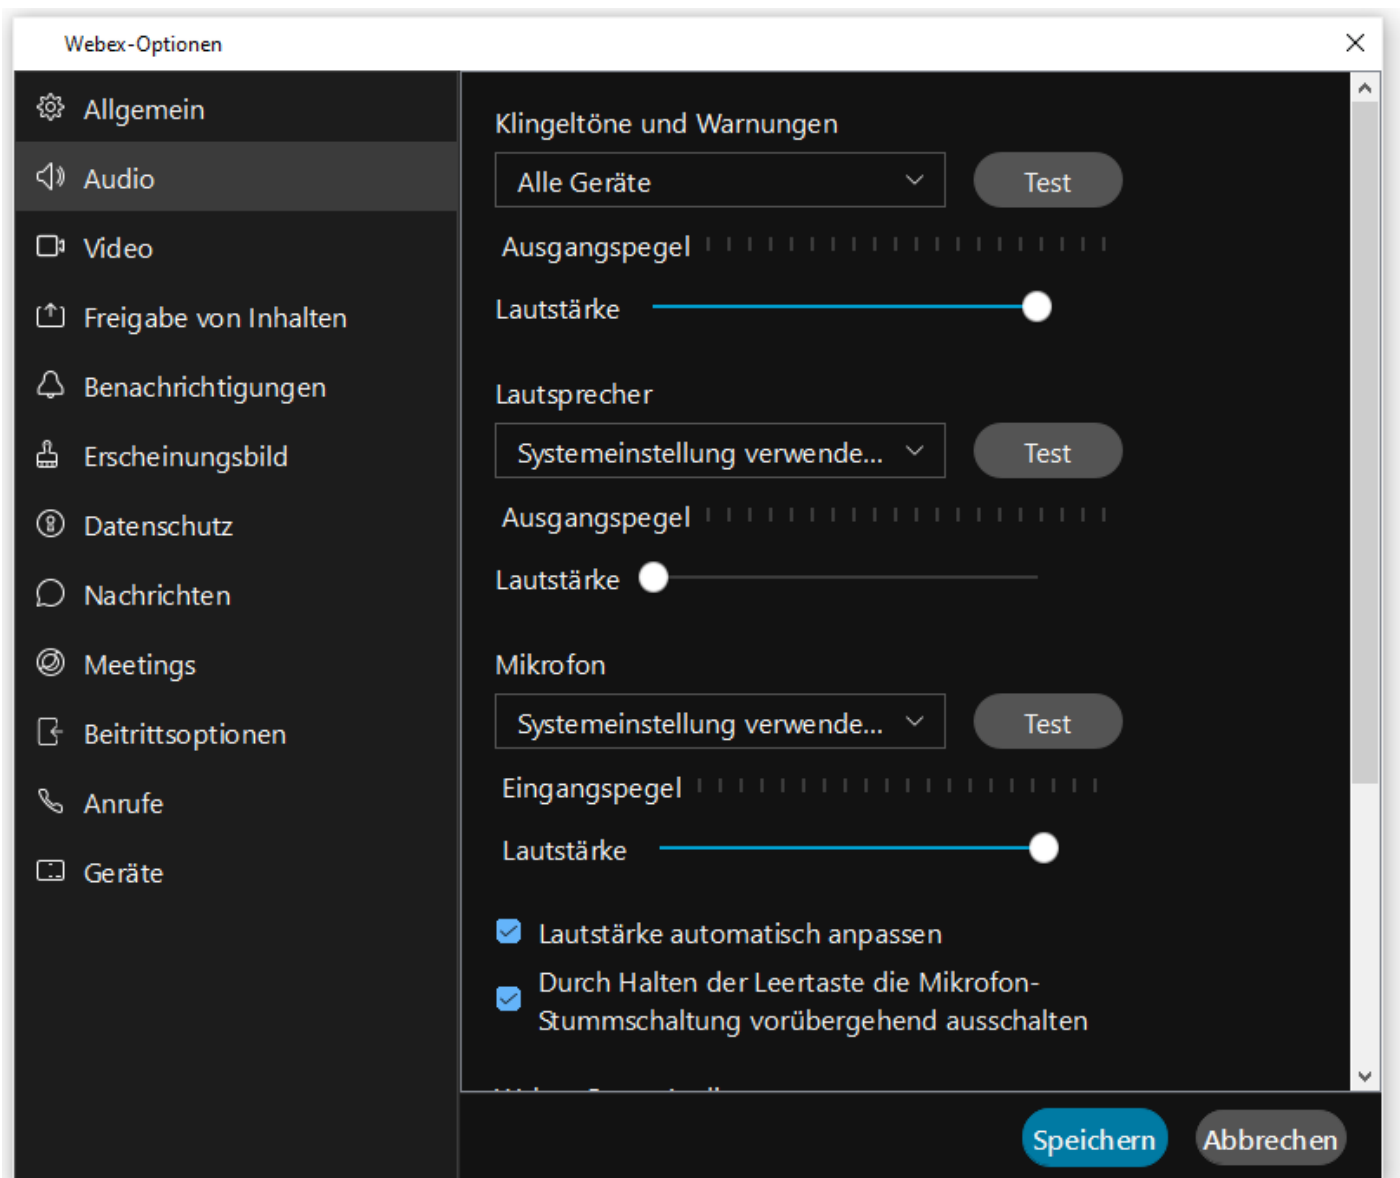 Webex-Optionen
Allgemein
Audio
Video
Freigabe von Inhalten
Benachrichtigungen
Erscheinungsbild
Datenschutz
Nachrichten
Meetings
Beitrittsoptionen
Anrufe
Geräte
Klingeltöne und Warnungen
Alle Geräte
Test
Ausgangspegel
Lautstärke
Lautsprecher
Systemeinstellung verwende...
Test
Ausgangspegel
Lautstärke
Mikrofon
Systemeinstellung verwende...
Test
Eingangspegel
Lautstärke
Lautstärke automatisch anpassen
Durch Halten der Leertaste die Mikrofon-
Stummschaltung vorübergehend ausschalten
Speichern
Abbrechen